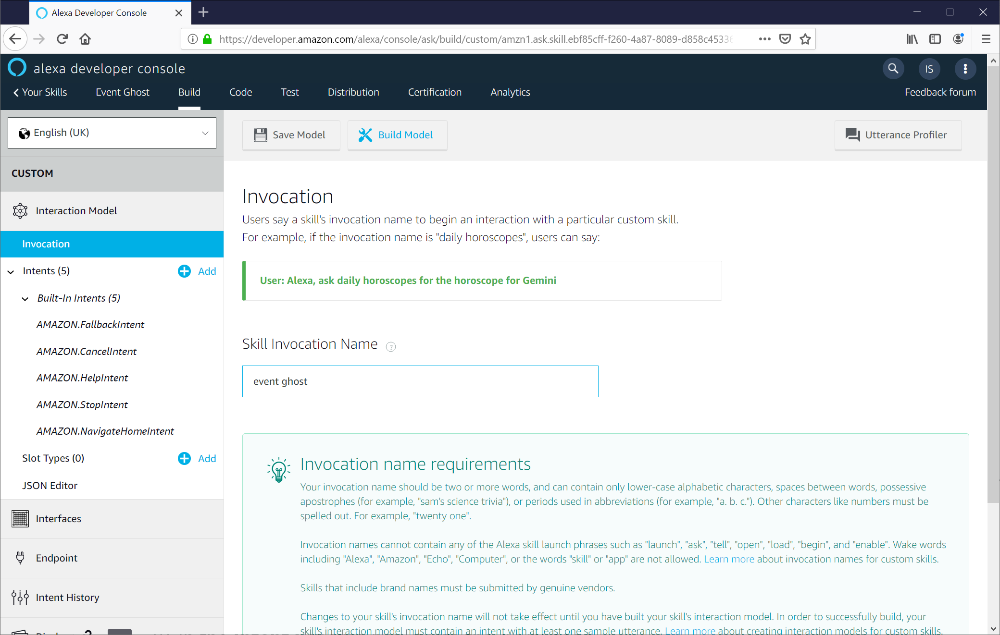 Alexa Developer Console
https://developer.amazon.com/alexa/console/ask/build/custom/amzn1.ask.skill.ebf85cff-f260-4a87-8089-d858c4533
alexa developer console
IS
Your Skills
Event Ghost
Build
Code
Test
Distribution
Certification
Analytics
Feedback forum
English (UK)
Save Model
Build Model
Utterance Profiler
CUSTOM
Interaction Model
Invocation
Intents (5)
Add
Built-In Intents (5)
AMAZON.FallbackIntent
AMAZON.CancelIntent
AMAZON.HelpIntent
AMAZON.StopIntent
AMAZON.NavigateHomeIntent
Slot Types (0)
Add
JSON Editor
Interfaces
Endpoint
Intent History
Invocation
Users say a skill's invocation name to begin an interaction with a particular custom skill.
For example, if the invocation name is "daily horoscopes", users can say:
User: Alexa, ask daily horoscopes for the horoscope for Gemini
Skill Invocation Name ?
event ghost
Invocation name requirements
Your invocation name should be two or more words, and can contain only lower-case alphabetic characters, spaces between words, possessive
apostrophes (for example, "sam's science trivia"), or periods used in abbreviations (for example, "a. b. c."). Other characters like numbers must be
spelled out. For example, "twenty one".
Invocation names cannot contain any of the Alexa skill launch phrases such as "launch", "ask", "tell", "open", "load", "begin", and "enable". Wake words
including "Alexa", "Amazon", "Echo", "Computer", or the words "skill" or "app" are not allowed. Learn more about invocation names for custom skills.
Skills that include brand names must be submitted by genuine vendors.
Changes to your skill's invocation name will not take effect until you have built your skill's interaction model. In order to successfully build, your
skill's interaction model must contain an intent with at least one sample utterance. Learn more about creating interaction models for custom skills.